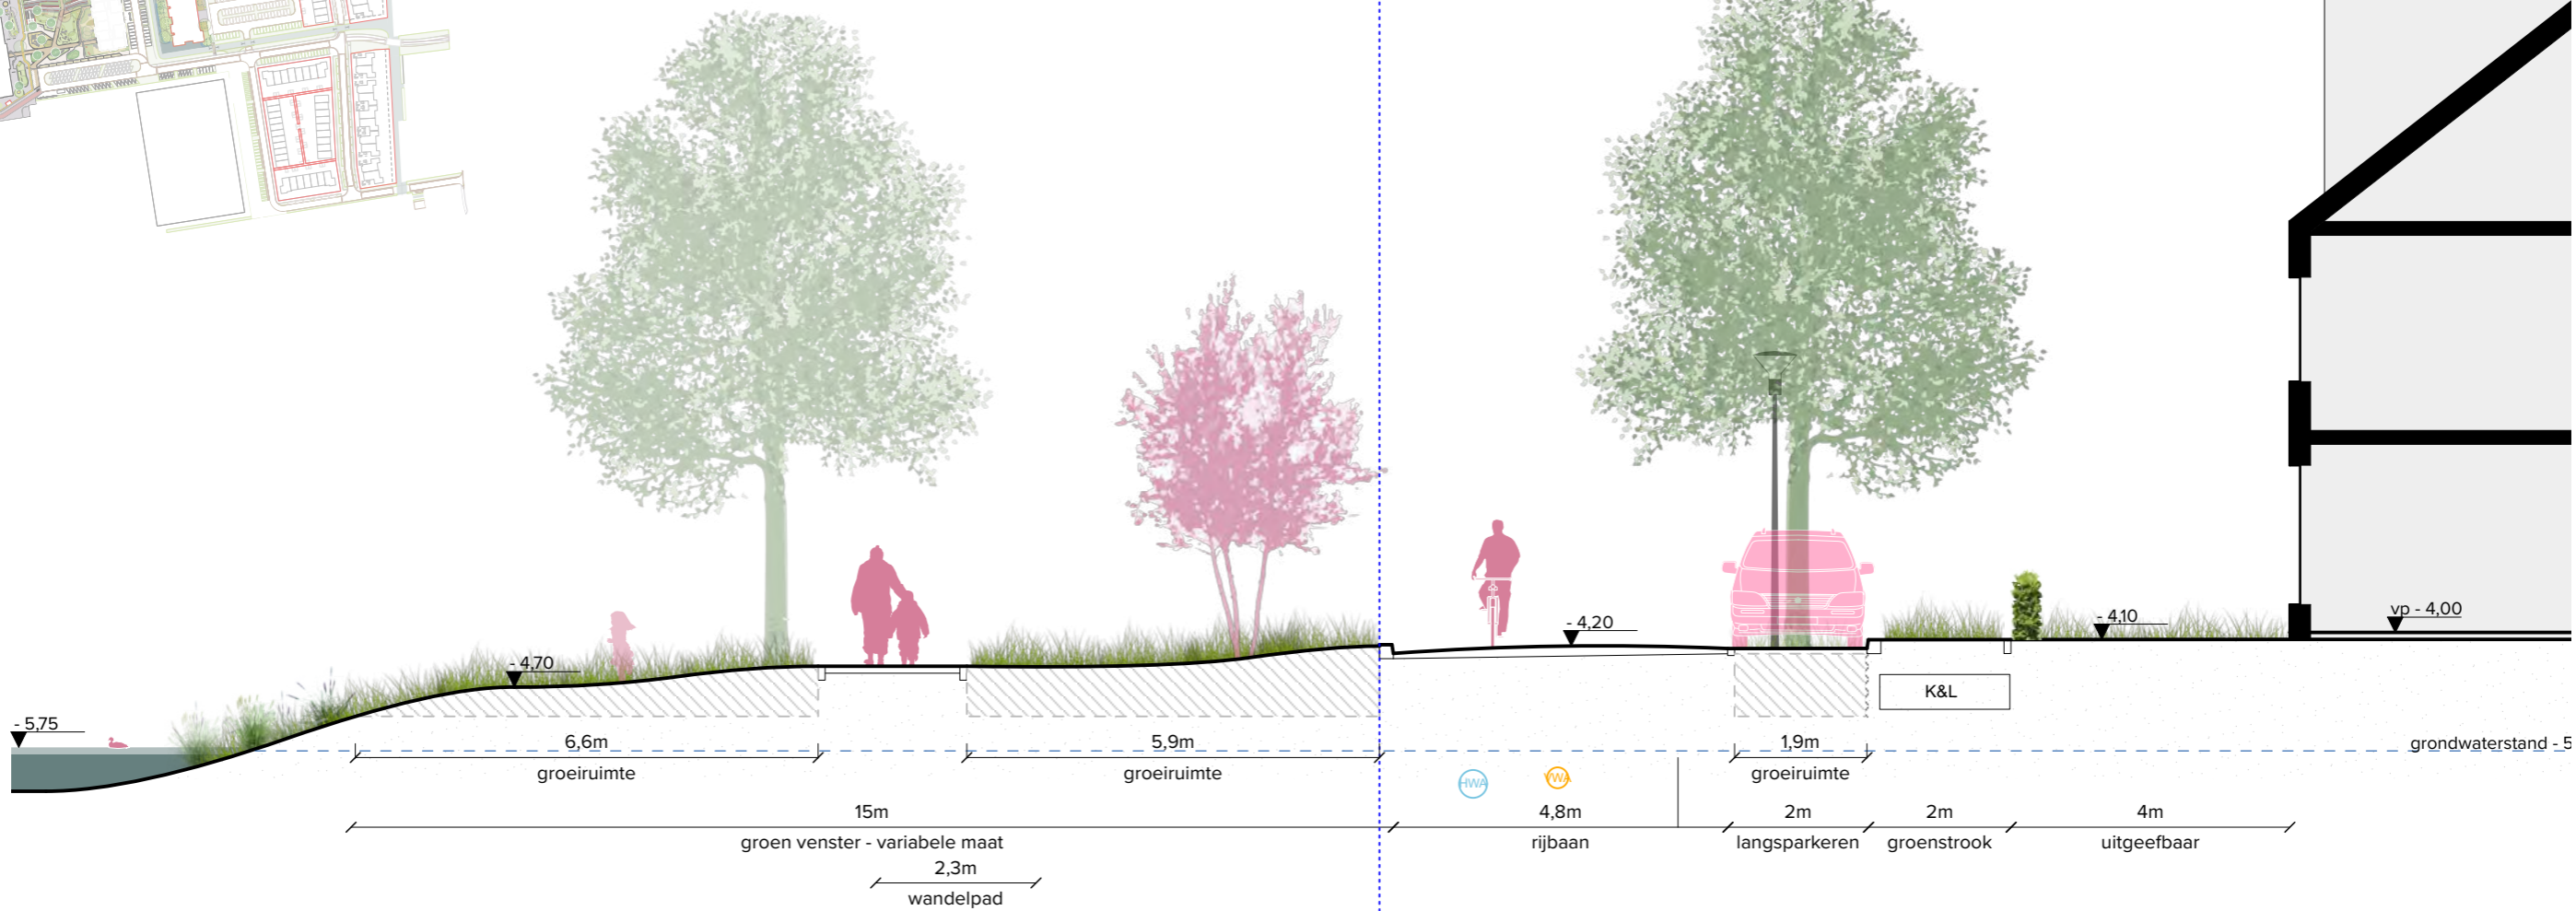 vp - 4,00
- 4,10
- 4,20
- 4,70
K&L
- 5,75
6,6m
5,9m
1,9m
grondwaterstand - 5
groeiruimte
groeiruimte
groeiruimte
HWA
VWA
15m
4,8m
2m
2m
4m
groen venster - variabele maat
rijbaan
langsparkeren
groenstrook
uitgeefbaar
2,3m
wandelpad